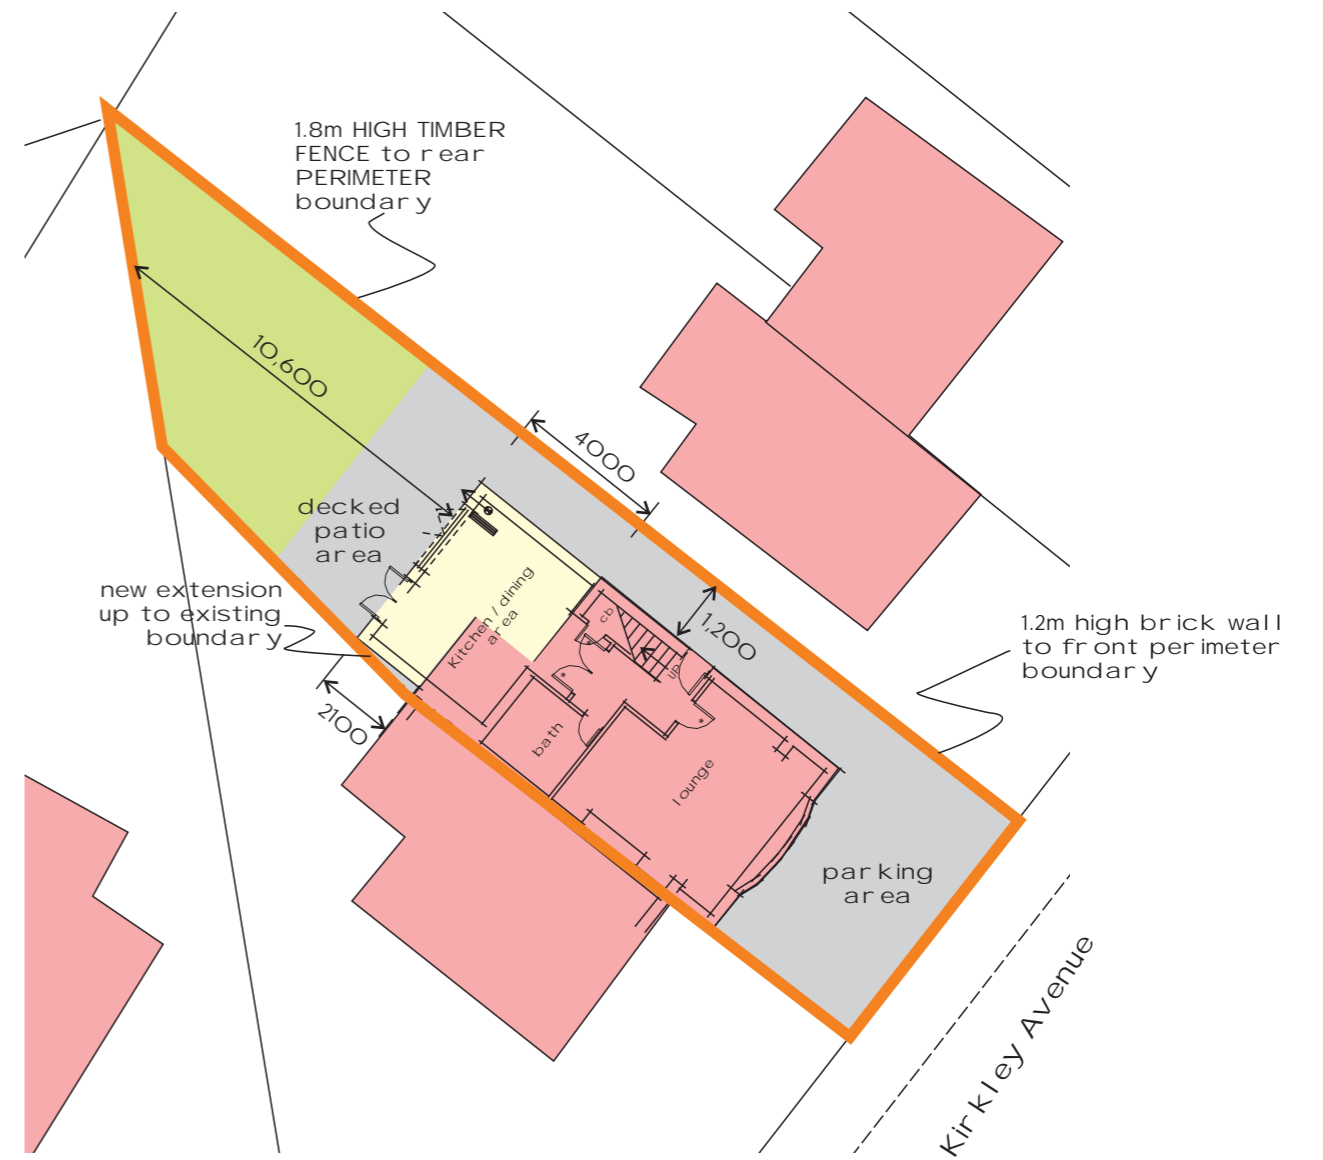 1.8m HIGH TIMBER
FENCE to rear
PERIMETER
boundary
10,600
4000
decked
patio
area
new extension
up to existing
boundary
Kitchen / dining
area
cb
UP
1,200
1.2m high brick wall
to front perimeter
boundary
2100
bath
lounge
parking
area
Kirkley Avenue